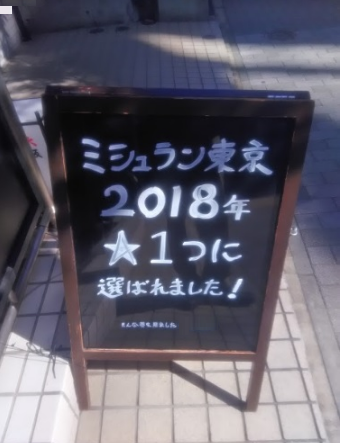 ミシュラン東京
2018年
★1つに
選ばれました!